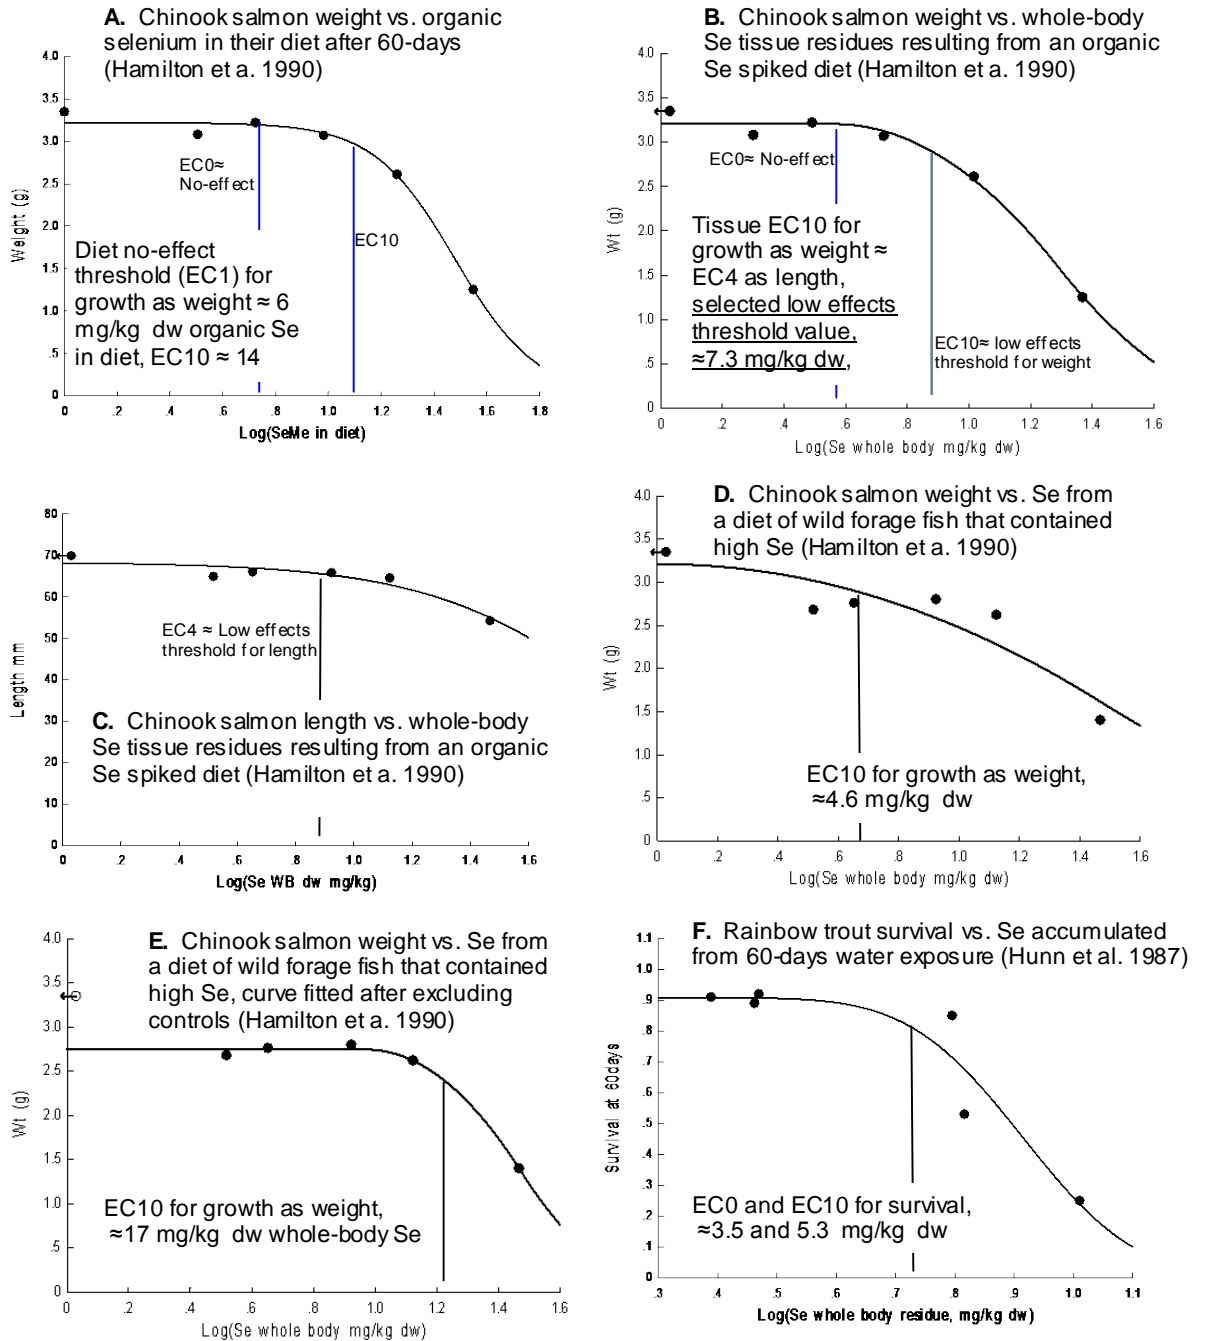 A. Chinook salmon weight vs. organic
selenium in their diet after 60-days
(Hamilton et a. 1990)
4.0
3.5
3.0
2.5
2.0
1.5
1.0
.5
0
Weight (g)
EC0≈
No-effect
EC10
Diet no-effect
threshold (EC1) for
growth as weight ≈ 6
mg/kg dw organic Se
in diet, EC10 ≈ 14
0 .2 .4 .6 .8 1.0 1.2 1.4 1.6 1.8
Log(SeMe in diet)
B. Chinook salmon weight vs. whole-body
Se tissue residues resulting from an organic
Se spiked diet (Hamilton et a. 1990)
4.0
3.5
3.0
2.5
2.0
1.5
1.0
.5
0
Wt (g)
EC0≈ No-effect
Tissue EC10 for
growth as weight ≈
EC4 as length,
selected low effects
threshold value,
≈7.3 mg/kg dw,
EC10≈ low effects
threshold for weight
0 .2 .4 .6 .8 1.0 1.2 1.4 1.6
Log(Se whole body mg/kg dw)
80
70
60
50
40
30
20
10
0
Length mm
EC4 ≈ Low effects
threshold for length
C. Chinook salmon length vs. whole-body
Se tissue residues resulting from an organic
Se spiked diet (Hamilton et a. 1990)
0 .2 .4 .6 .8 1.0 1.2 1.4 1.6
Log(Se WB dw mg/kg)
D. Chinook salmon weight vs. Se from
a diet of wild forage fish that contained
high Se (Hamilton et a. 1990)
4.0
3.5
3.0
2.5
2.0
1.5
1.0
.5
0
Wt (g)
EC10 for growth as weight,
≈4.6 mg/kg dw
0 .2 .4 .6 .8 1.0 1.2 1.4 1.6
Log(Se whole body mg/kg dw)
E. Chinook salmon weight vs. Se from
a diet of wild forage fish that contained
high Se, curve fitted after excluding
controls (Hamilton et a. 1990)
4.0
3.5
3.0
2.5
2.0
1.5
1.0
.5
0
Wt (g)
EC10 for growth as weight,
≈17 mg/kg dw whole-body Se
0 .2 .4 .6 .8 1.0 1.2 1.4 1.6
Log(Se whole body mg/kg dw)
F. Rainbow trout survival vs. Se accumulated
from 60-days water exposure (Hunn et al. 1987)
1.1
1.0
.9
.8
.7
.6
.5
.4
.3
.2
.1
0
Survival at 60days
EC0 and EC10 for survival,
≈3.5 and 5.3 mg/kg dw
.3 .4 .5 .6 .7 .8 .9 1.0 1.1
Log(Se whole body residue, mg/kg dw)